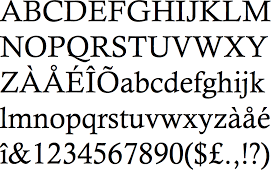 ABCDEFGHIJKLM
NOPQRSTUVWXY
ZÀÅÉÎÕabcdefghijk
lmnopqrstuvwxyzàåé
î&1234567890($£.,!?)